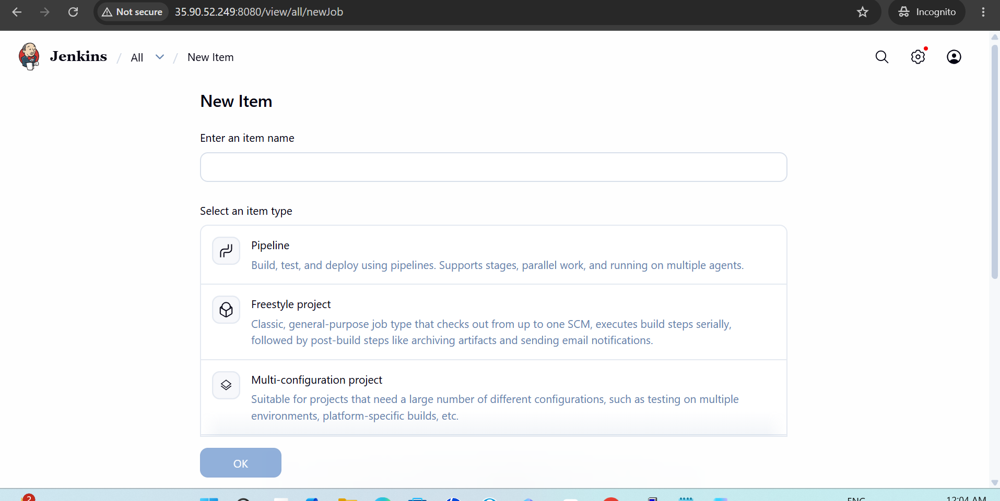 Not secure 35.90.52.249:8080/view/all/newJob Incognito
Jenkins / All / New Item
New Item
Enter an item name
Select an item type
Pipeline
Build, test, and deploy using pipelines. Supports stages, parallel work, and running on multiple agents.
Freestyle project
Classic, general-purpose job type that checks out from up to one SCM, executes build steps serially,
followed by post-build steps like archiving artifacts and sending email notifications.
Multi-configuration project
Suitable for projects that need a large number of different configurations, such as testing on multiple
environments, platform-specific builds, etc.
OK
2 ENG 12:04 AM